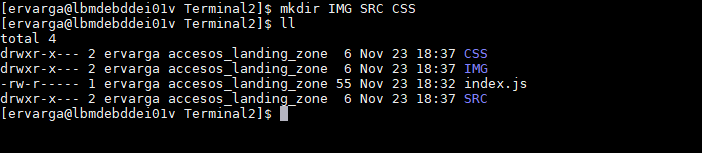 [ervarga@lbmdebddei01v Terminal2]$ mkdir IMG SRC CSS
[ervarga@lbmdebddei01v Terminal2]$ ll
total 4
drwxr-x--- 2 ervarga accesos_landing_zone  6 Nov 23 18:37 CSS
drwxr-x--- 2 ervarga accesos_landing_zone  6 Nov 23 18:37 IMG
-rw-r----- 1 ervarga accesos_landing_zone 55 Nov 23 18:32 index.js
drwxr-x--- 2 ervarga accesos_landing_zone  6 Nov 23 18:37 SRC
[ervarga@lbmdebddei01v Terminal2]$